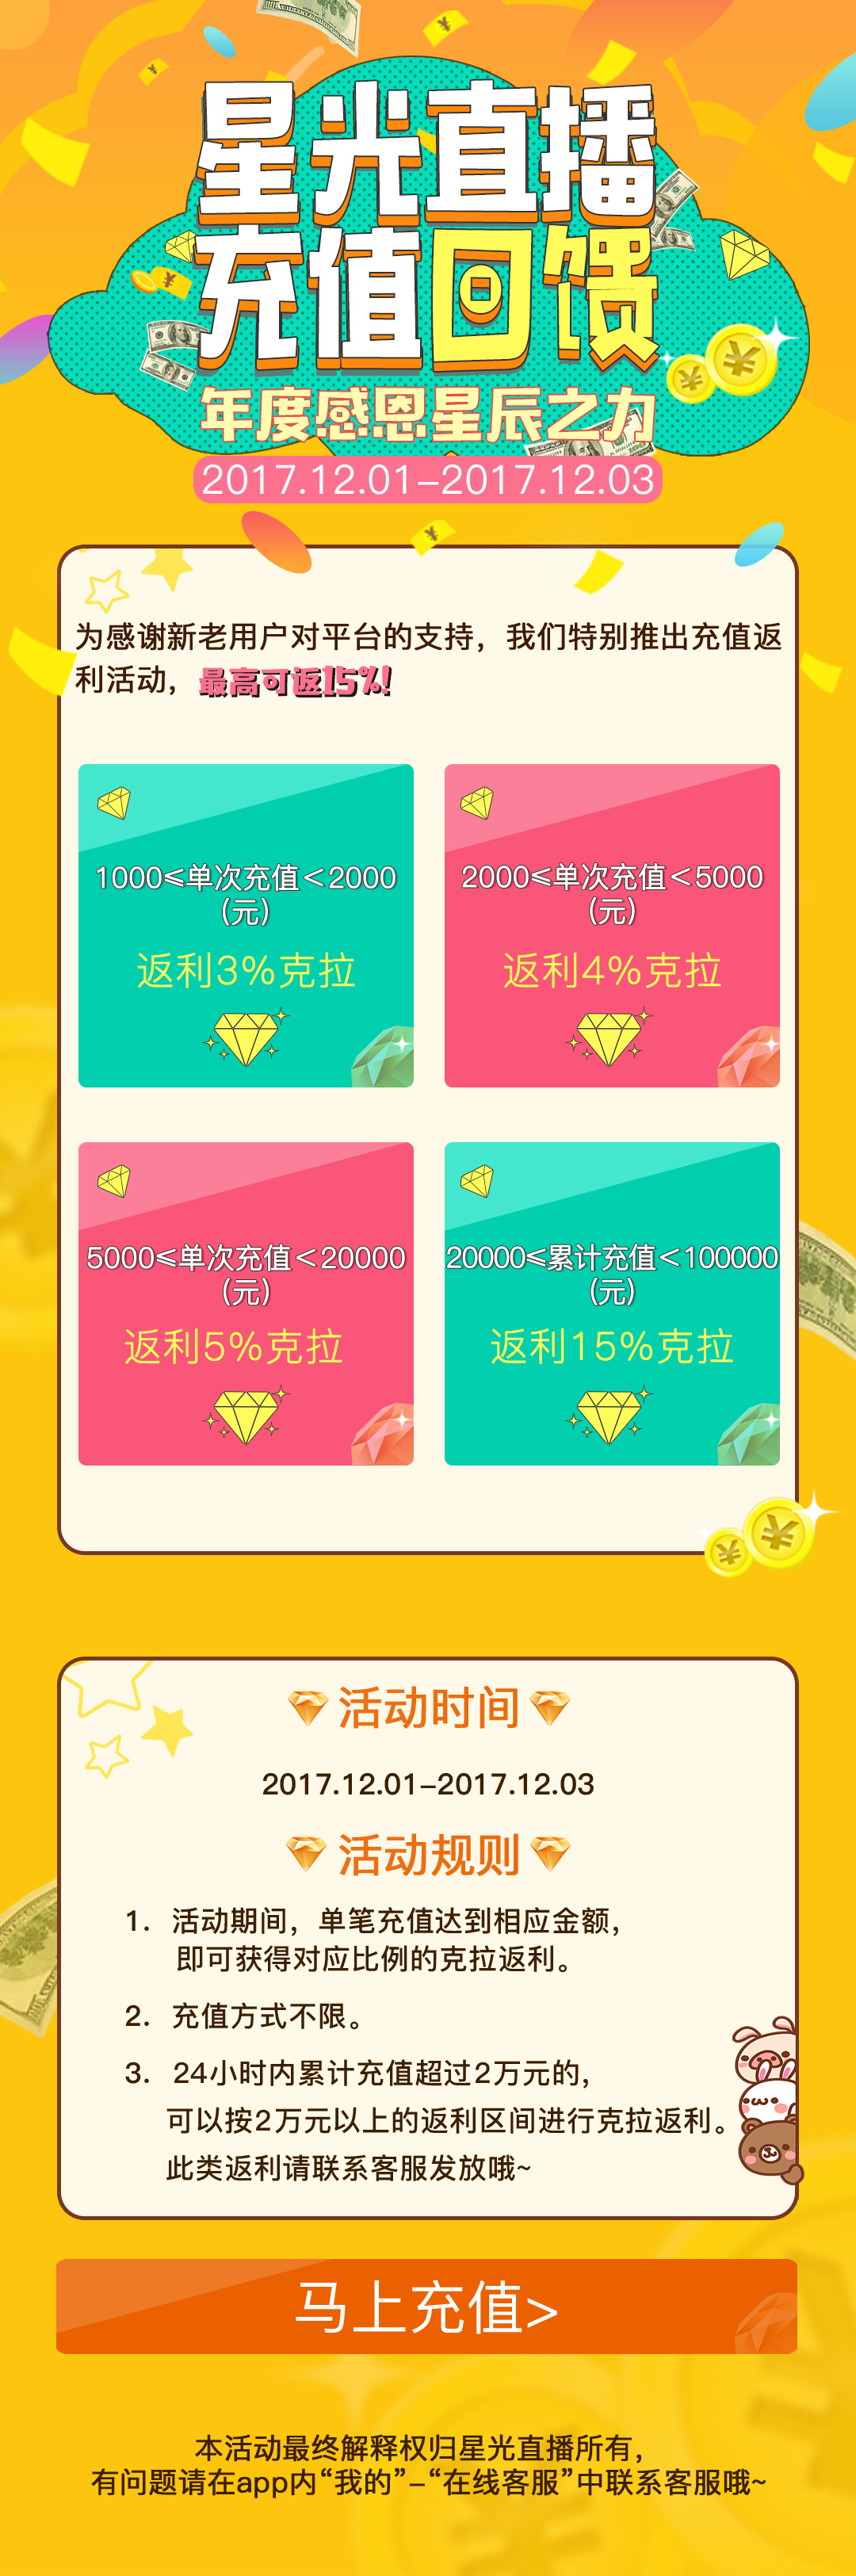 星光直播
充值回馈
年度感恩星辰之力
2017.12.01-2017.12.03
为感谢新老用户对平台的支持，我们特别推出充值返
利活动，最高可返15%!
1000≤单次充值<2000
(元)
返利3%克拉
2000≤单次充值<5000
(元)
返利4%克拉
5000≤单次充值<20000
(元)
返利5%克拉
20000≤累计充值<100000
(元)
返利15%克拉
活动时间
2017.12.01-2017.12.03
活动规则
1. 活动期间，单笔充值达到相应金额，
即可获得对应比例的克拉返利。
2. 充值方式不限。
3. 24小时内累计充值超过2万元的，
可以按2万元以上的返利区间进行克拉返利。
此类返利请联系客服发放哦~
马上充值>
本活动最终解释权归星光直播所有，
有问题请在app内“我的”-“在线客服”中联系客服哦~